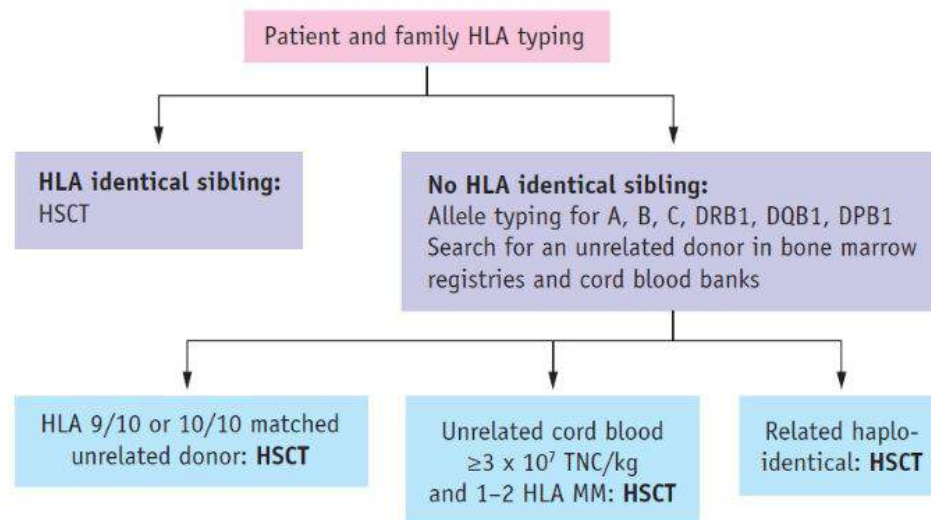 Patient and family HLA typing
HLA identical sibling:
HSCT
No HLA identical sibling:
Allele typing for A, B, C, DRB1, DQB1, DPB1
Search for an unrelated donor in bone marrow
registries and cord blood banks
HLA 9/10 or 10/10 matched
unrelated donor: HSCT
Unrelated cord blood
≥3 x 10⁷ TNC/kg
and 1–2 HLA MM: HSCT
Related haplo-
identical: HSCT